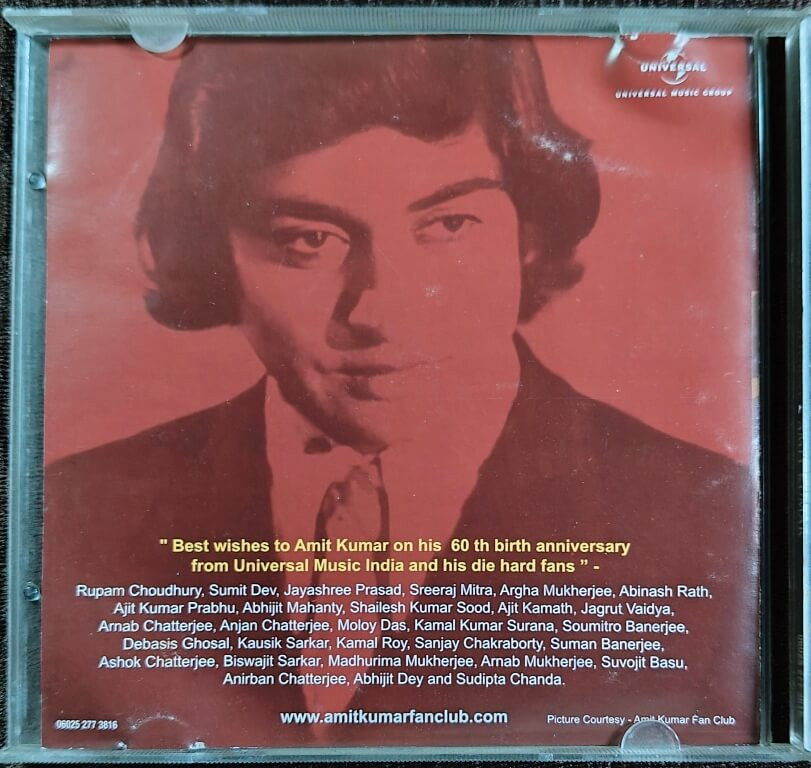 UNIVERSAL
UNIVERSAL MUSIC GROUP
" Best wishes to Amit Kumar on his 60 th birth anniversary
from Universal Music India and his die hard fans ” -
Rupam Choudhury, Sumit Dev, Jayashree Prasad, Sreeraj Mitra, Argha Mukherjee, Abinash Rath,
Ajit Kumar Prabhu, Abhijit Mahanty, Shailesh Kumar Sood, Ajit Kamath, Jagrut Vaidya,
Arnab Chatterjee, Anjan Chatterjee, Moloy Das, Kamal Kumar Surana, Soumitro Banerjee,
Debasis Ghosal, Kausik Sarkar, Kamal Roy, Sanjay Chakraborty, Suman Banerjee,
Ashok Chatterjee, Biswajit Sarkar, Madhurima Mukherjee, Arnab Mukherjee, Suvojit Basu,
Anirban Chatterjee, Abhijit Dey and Sudipta Chanda.
06025 277 3816
www.amitkumarfanclub.com
Picture Courtesy - Amit Kumar Fan Club